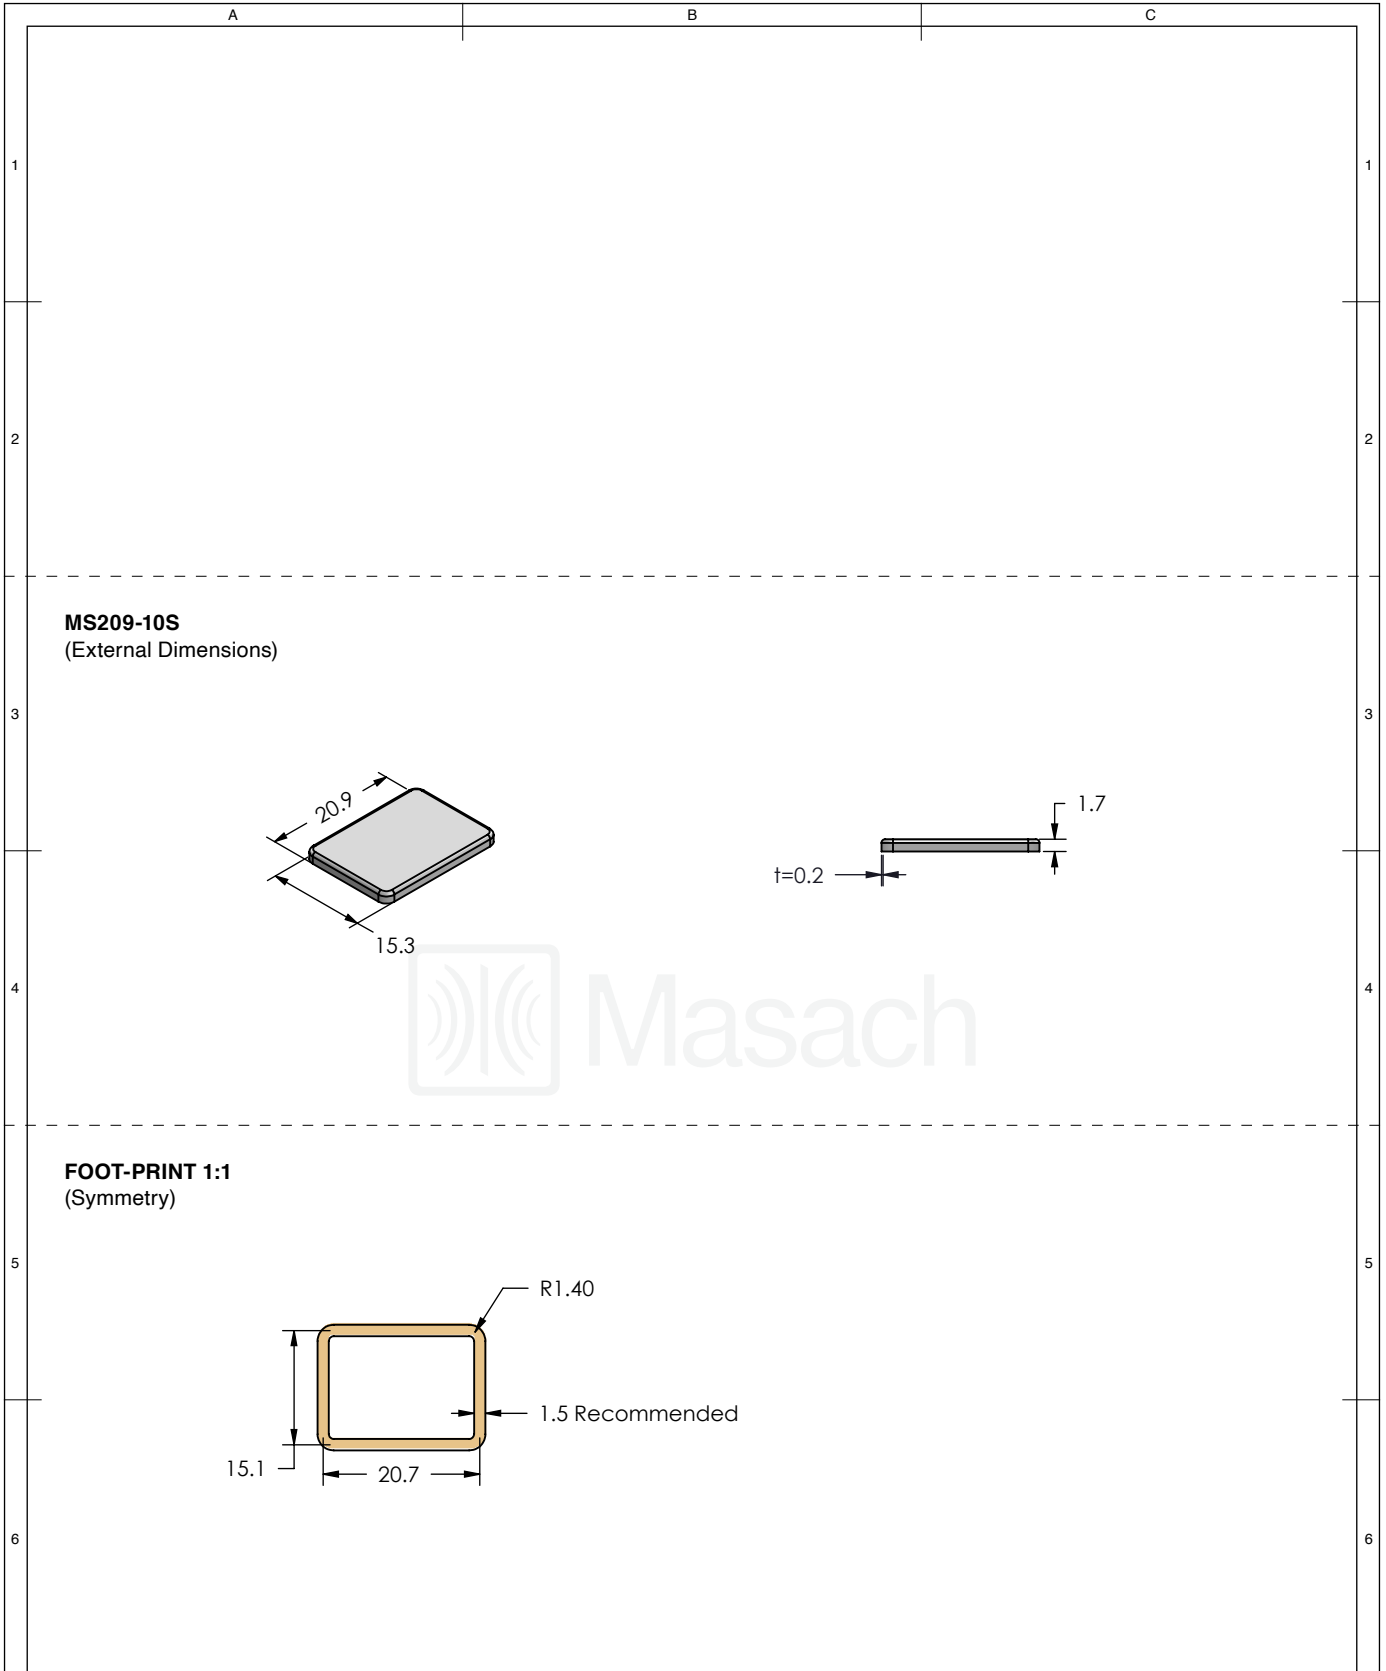 A B C
1 1
2 2
MS209-10S
(External Dimensions)
3 3
20.9
1.7
t=0.2
15.3
Masach
4 4
FOOT-PRINT 1:1
(Symmetry)
5 5
R1.40
1.5 Recommended
15.1
20.7
6 6